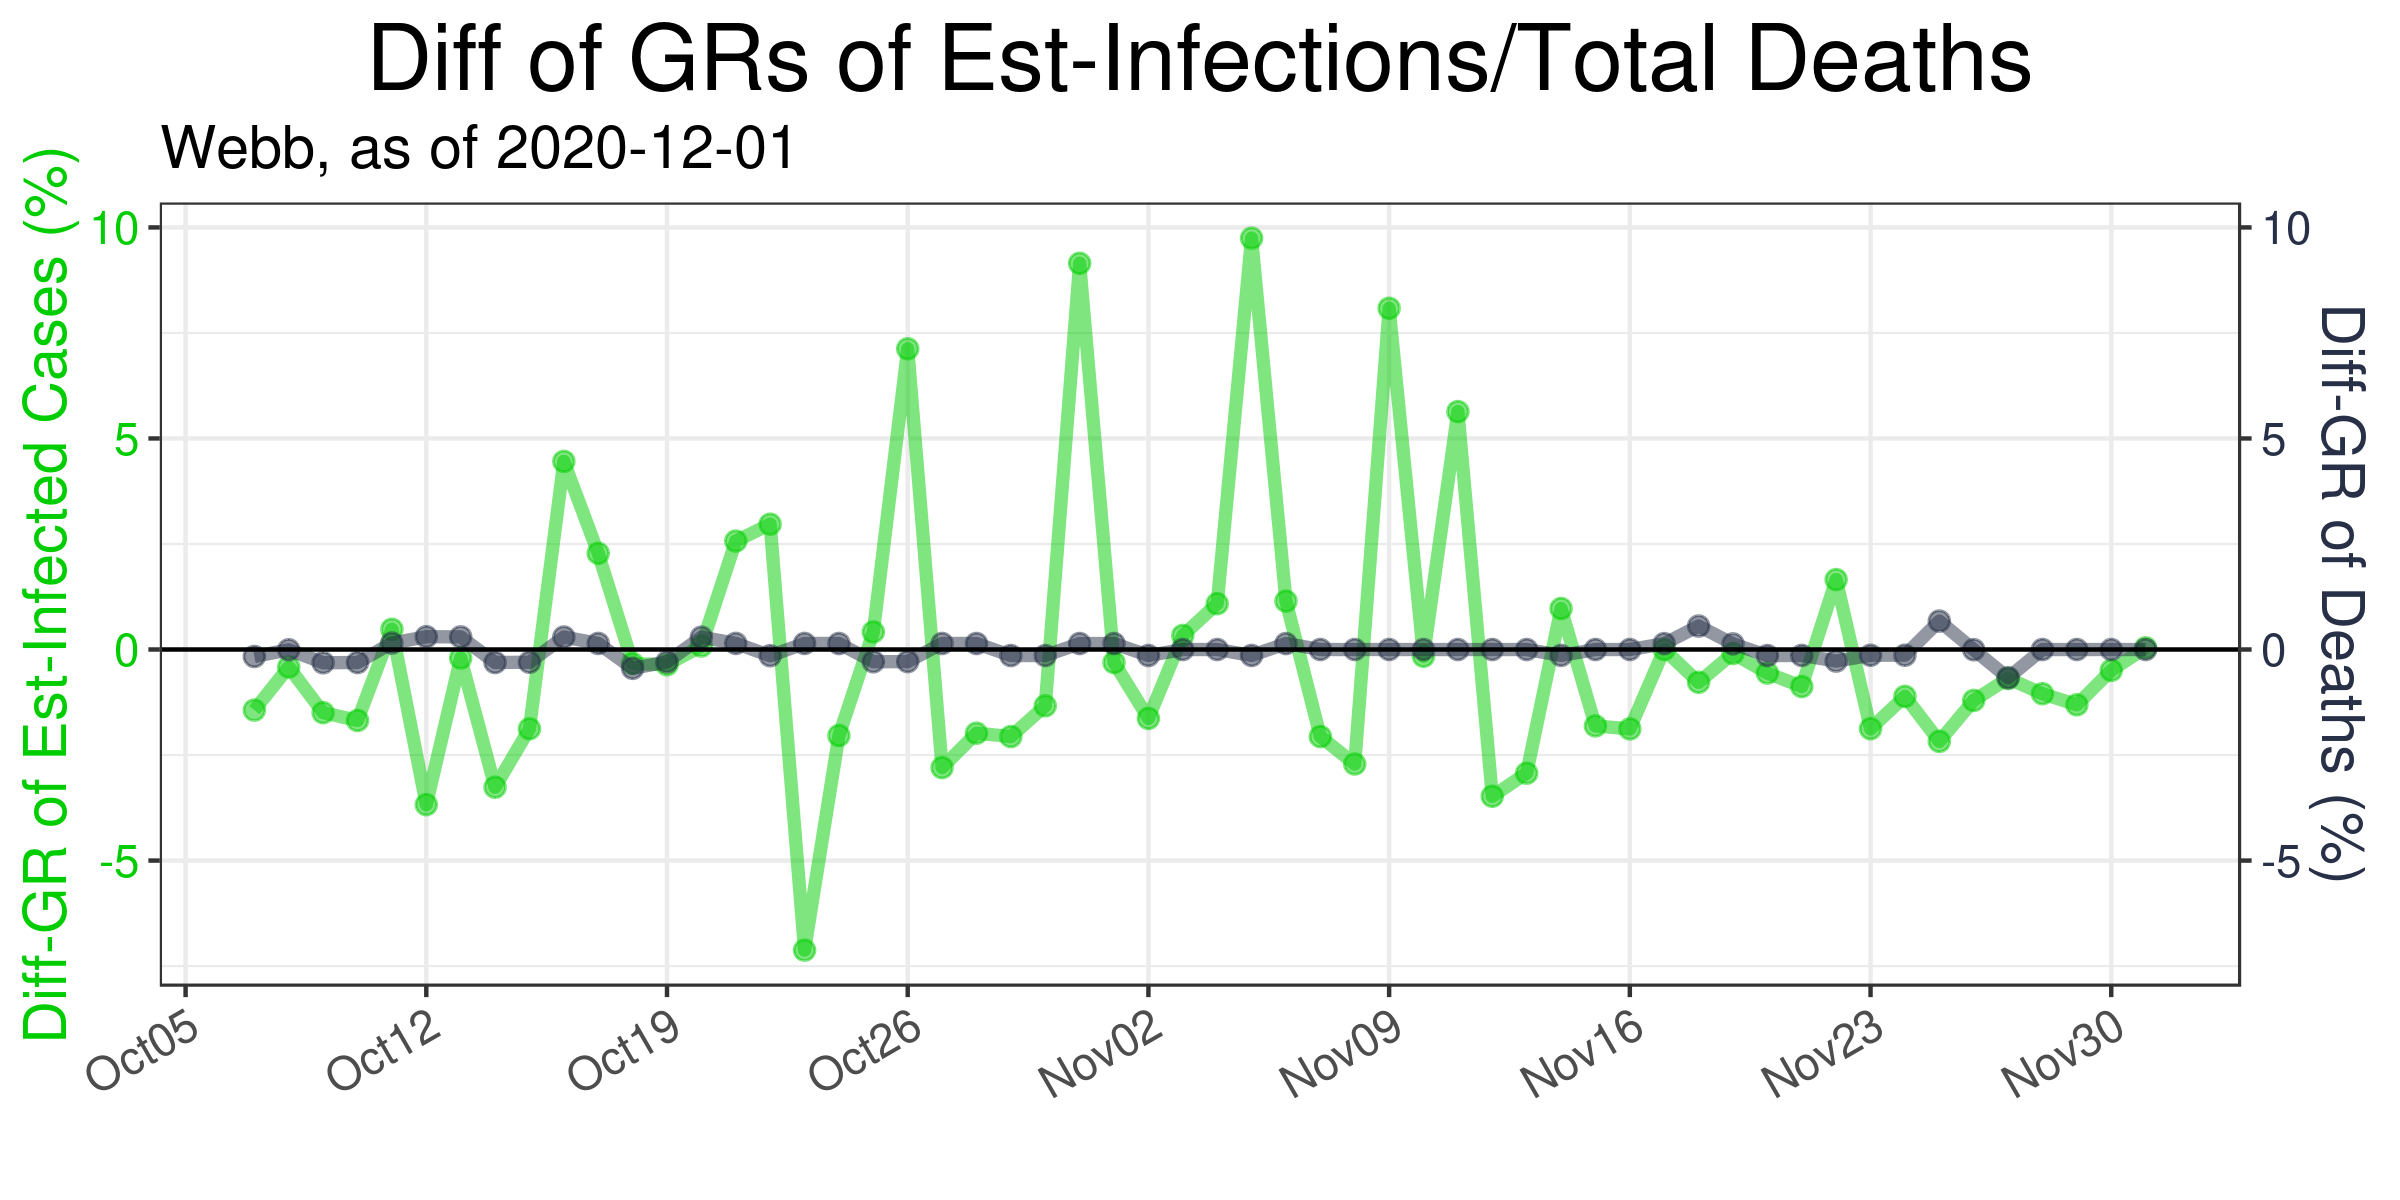 Diff of GRs of Est-Infections/Total Deaths
Webb, as of 2020-12-01
Diff-GR of Est-Infected Cases (%)
10
5
0
-5
10
5
0
-5
Diff-GR of Deaths (%)
Oct05
Oct12
Oct19
Oct26
Nov02
Nov09
Nov16
Nov23
Nov30